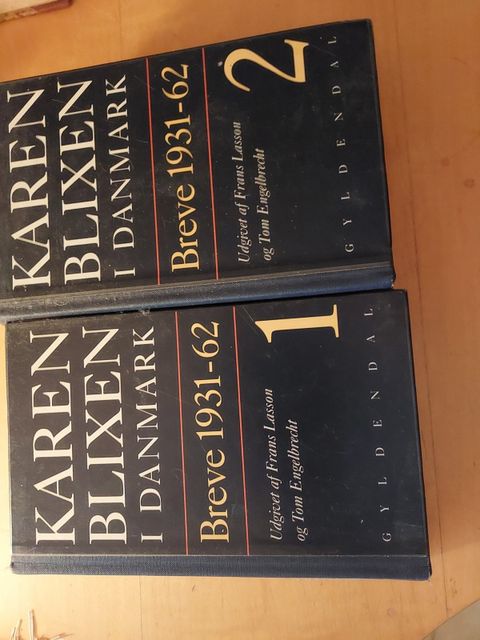 KAREN
BLIXEN
I DANMARK
Breve 1931-62
2
Udgivet af Frans Lasson
og Tom Engelbrecht
GYLDENDAL
KAREN
BLIXEN
I DANMARK
Breve 1931-62
1
Udgivet af Frans Lasson
og Tom Engelbrecht
GYLDENDAL